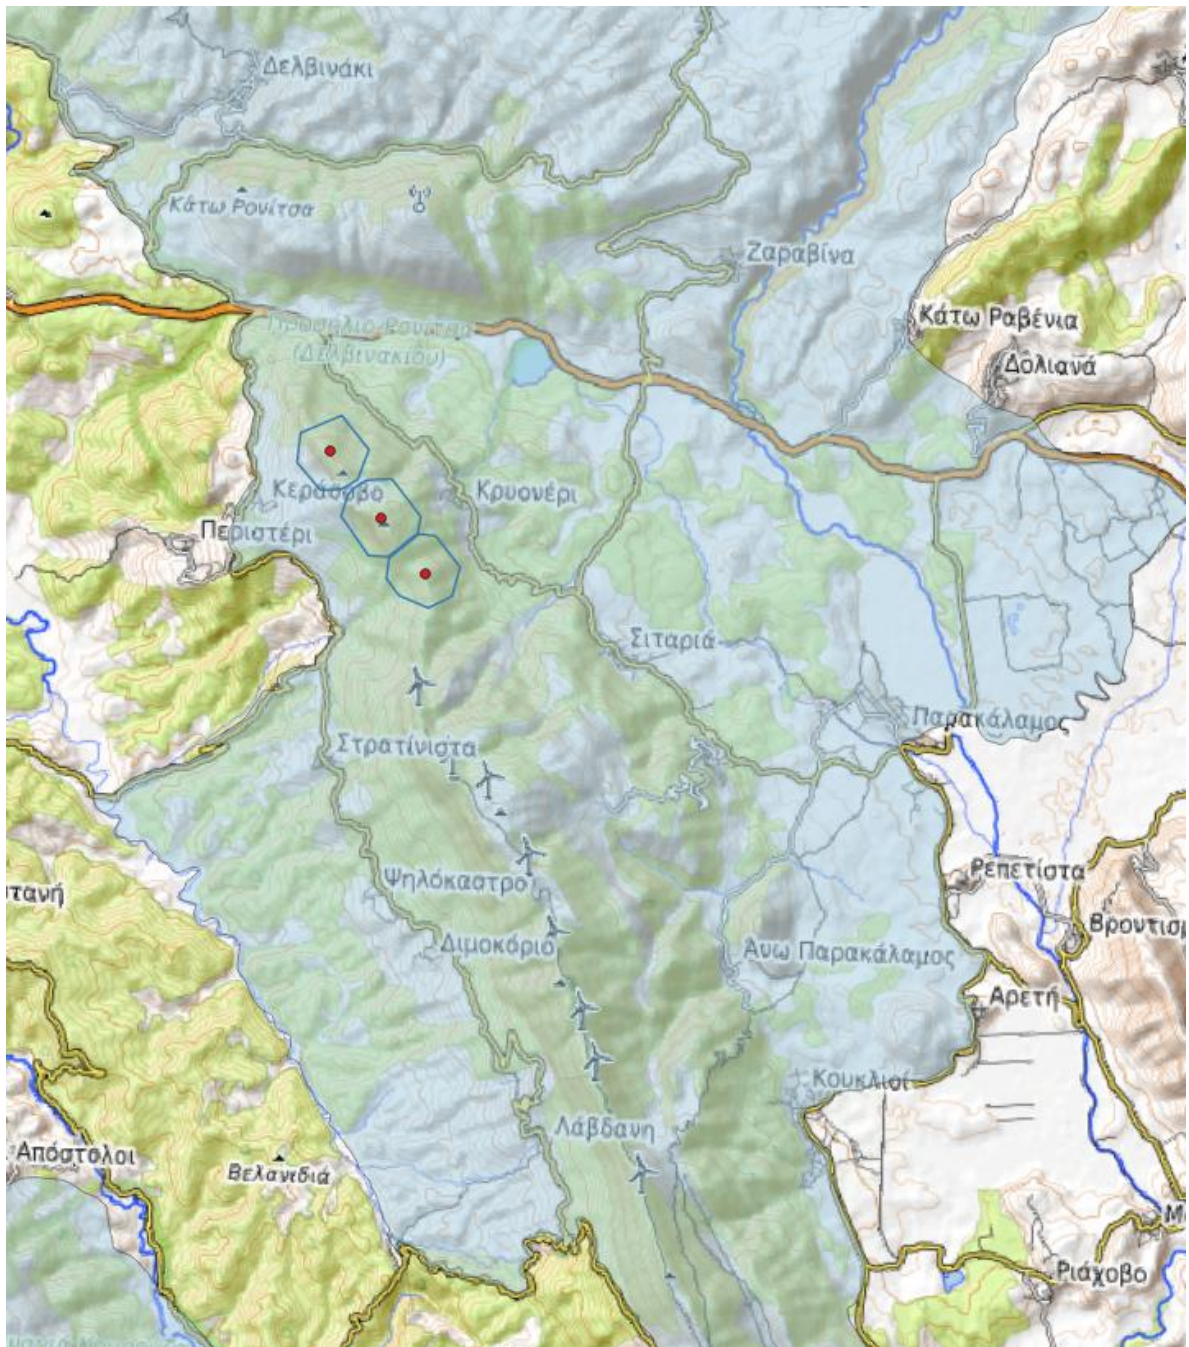 Δελβινάκι
Κάτω Ρονίτσα
Ζαραβίνα
Κάτω Ραβένια
(Δελβινακίου)
Δολιανά
Κεράσοβο
Κρυονέρι
Περιστέρι
Σιταριά
Παρακάλαμος
Στρατίνιστα
Ρεπετίστα
Ψηλόκαστρο
τανή
Βροντισμ
Διμοκόριο
Άνω Παρακάλαμος
Αρετή
Κουκλιοί
Λάβδανη
Απόστολοι
Βελανιδιά
Ριάχοβο